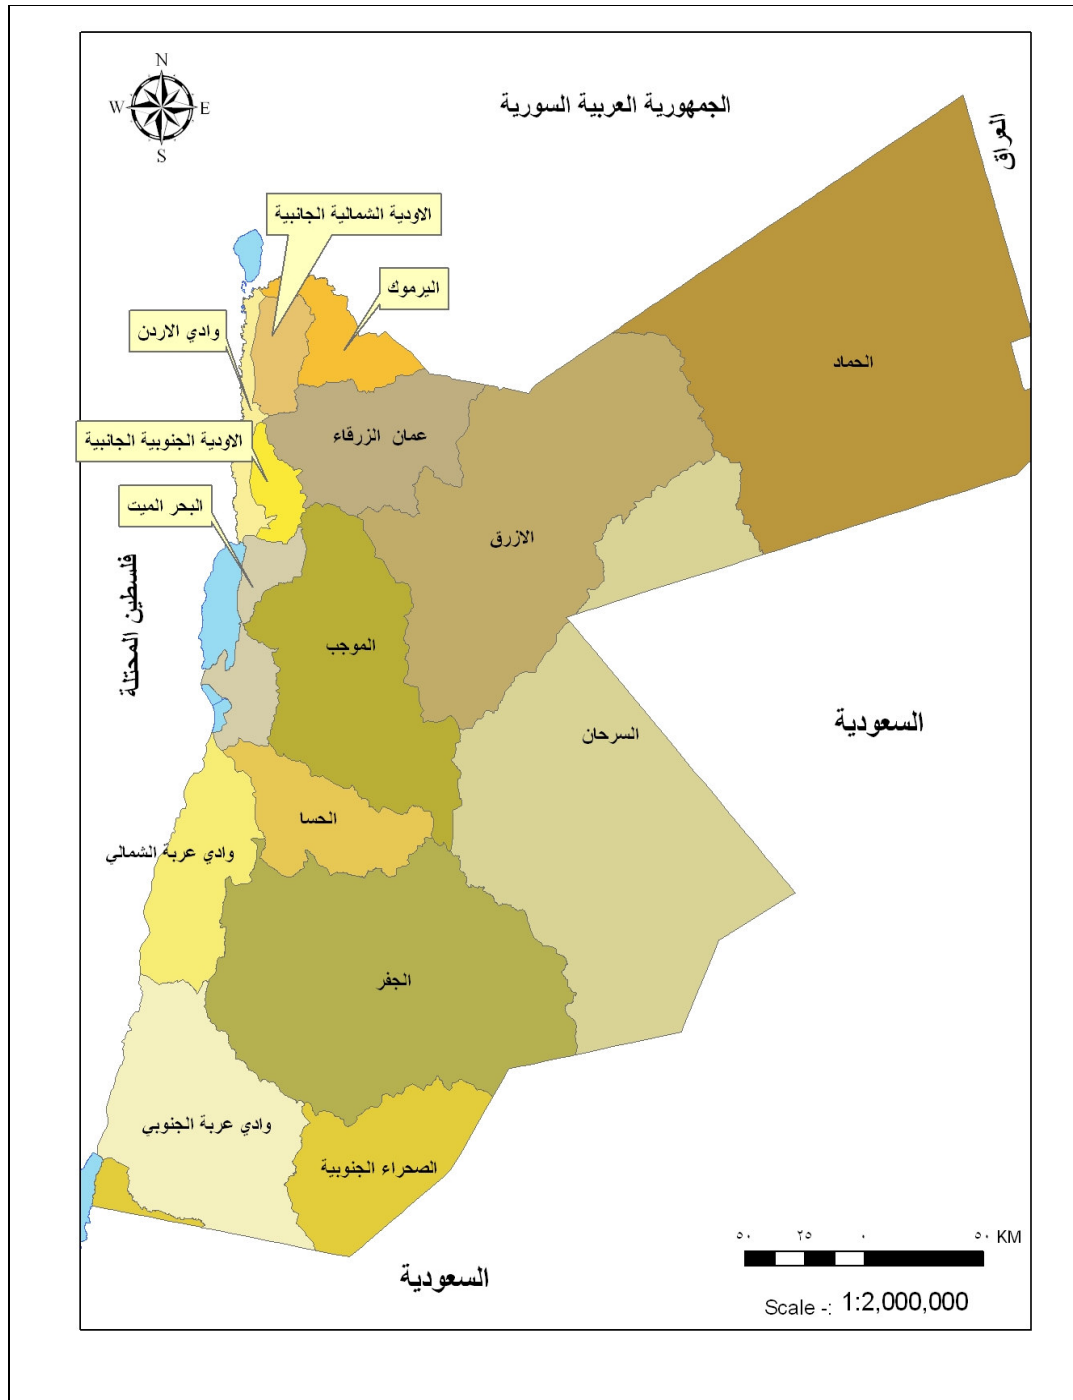 N
W
E
S
الجمهورية العربية السورية
العراق
الاودية الشمالية الجانبية
اليرموك
وادي الاردن
الحماد
عمان الزرقاء
الاودية الجنوبية الجانبية
البحر الميت
الازرق
فلسطين المحتلة
الموجب
السرحان
السعودية
الحسا
وادي عربة الشمالي
الجفر
وادي عربة الجنوبي
الصحراء الجنوبية
السعودية
٥٠ ٢٥ ٠ ٥٠ KM
Scale -: 1:2,000,000